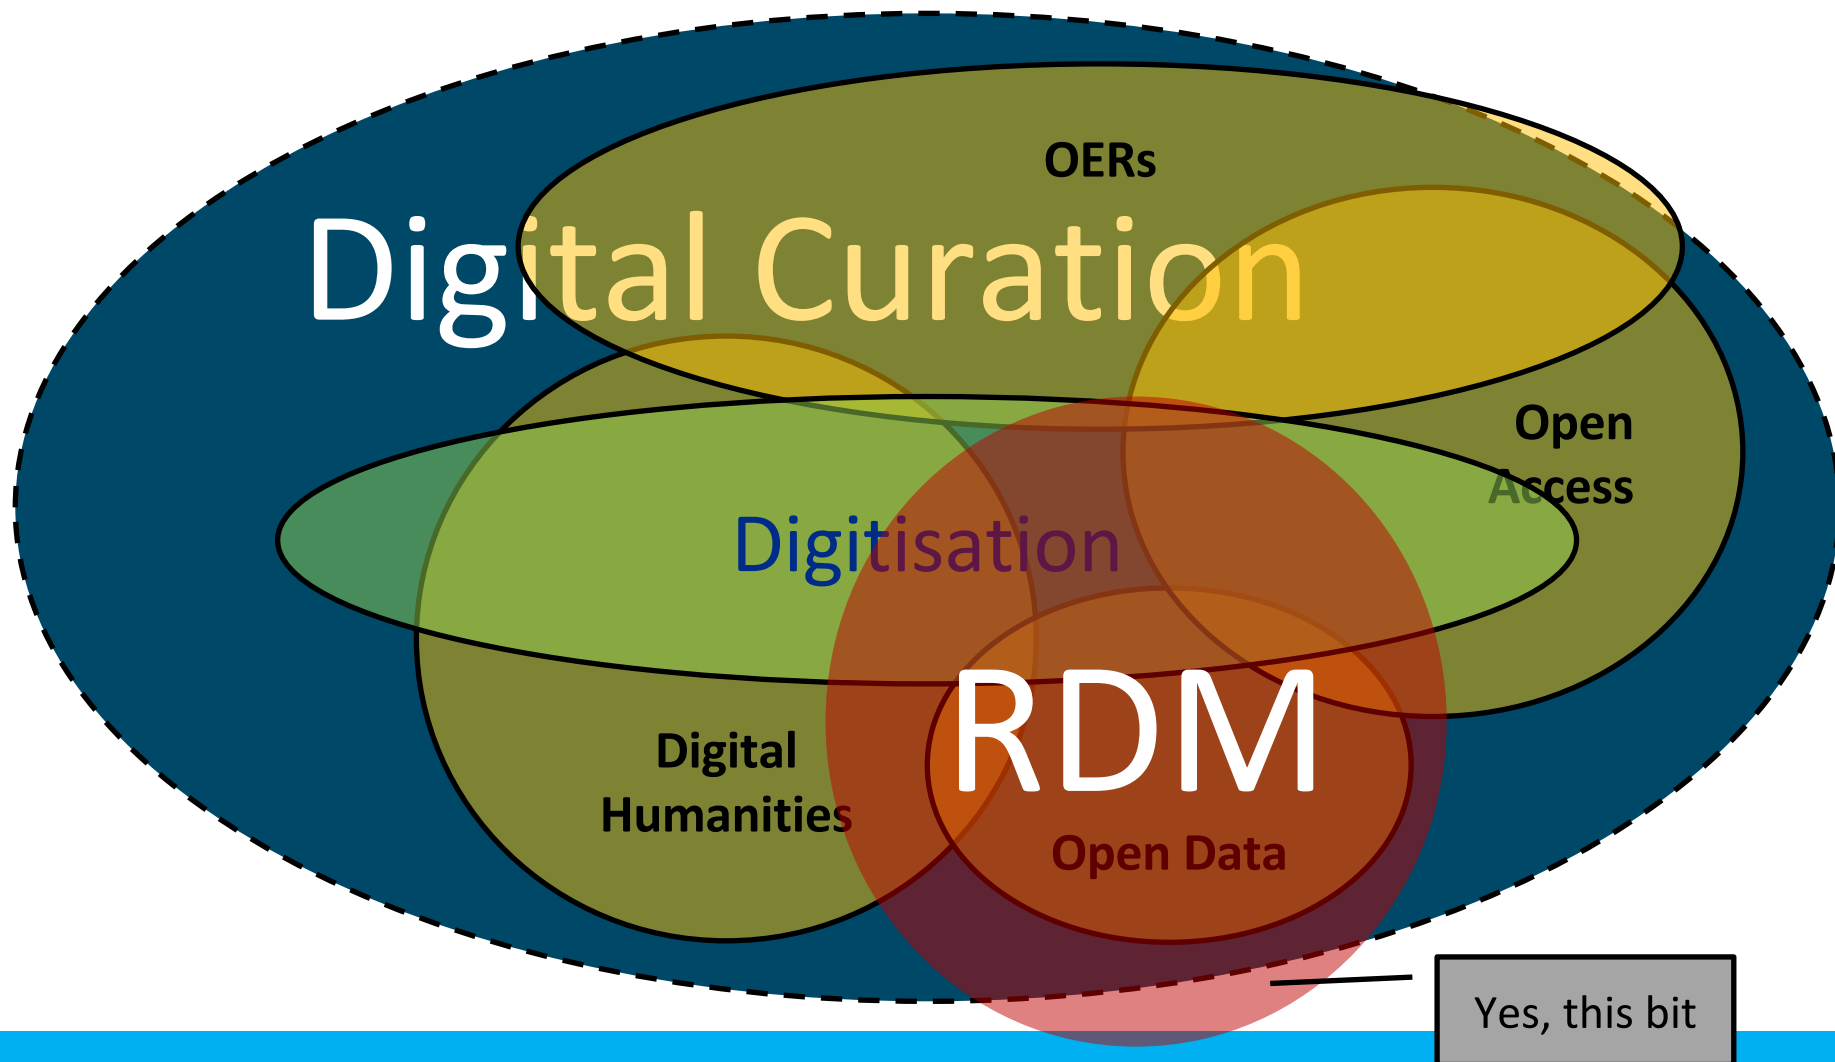 OERs
Digital Curation
Open
Access
Digitisation
RDM
Digital
Humanities
Open Data
Yes, this bit